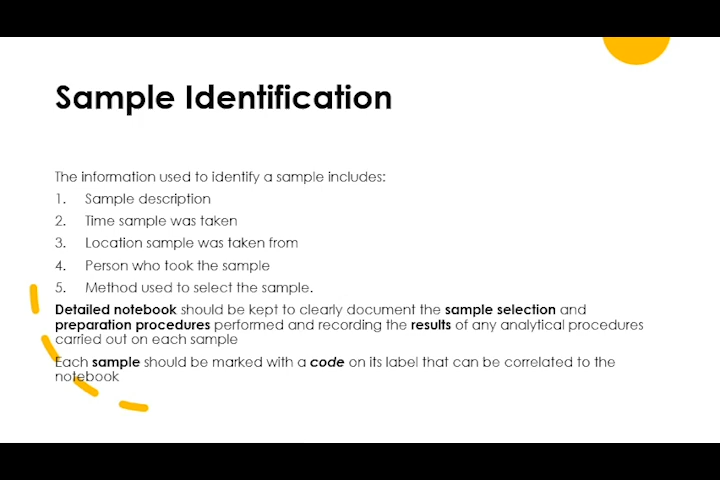 Sample Identification
The information used to identify a sample includes:
1. Sample description
2. Time sample was taken
3. Location sample was taken from
4. Person who took the sample
5. Method used to select the sample.
Detailed notebook should be kept to clearly document the sample selection and
preparation procedures performed and recording the results of any analytical procedures
carried out on each sample
Each sample should be marked with a code on its label that can be correlated to the
notebook